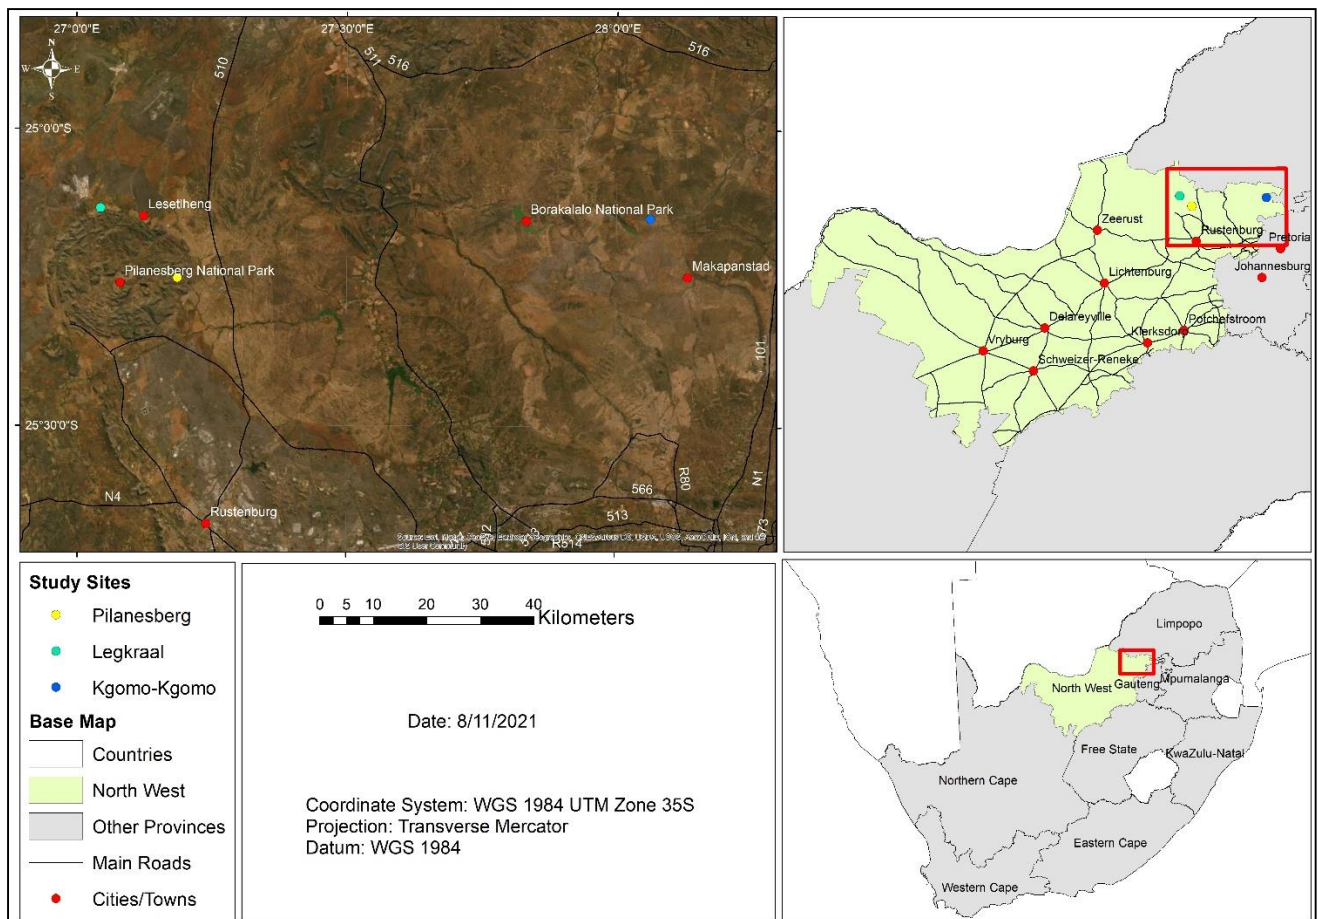 27°0'0"E
27°30'0"E
28°0'0"E
N
W E
S
510
511
516
516
25°0'0"S
Lesetlheng
Borakalalo National Park
Pilanesberg National Park
Makapanstad
101
25°30'0"S
R80
N1
N4
566
513
Rustenburg
R514
573
Zeerust
Rustenburg
Pretoria
Lichtenburg
Johannesburg
Delareyville
Potchefstroom
Klerksdorp
Vryburg
Schweizer-Reneke
Study Sites
Pilanesberg
Legkraal
Kgomo-Kgomo
Base Map
Countries
North West
Other Provinces
Main Roads
Cities/Towns
0 5 10 20 30 40
Kilometers
Date: 8/11/2021
Coordinate System: WGS 1984 UTM Zone 35S
Projection: Transverse Mercator
Datum: WGS 1984
Limpopo
North West
Gauteng
Mpumalanga
Free State
KwaZulu-Natal
Northern Cape
Eastern Cape
Western Cape